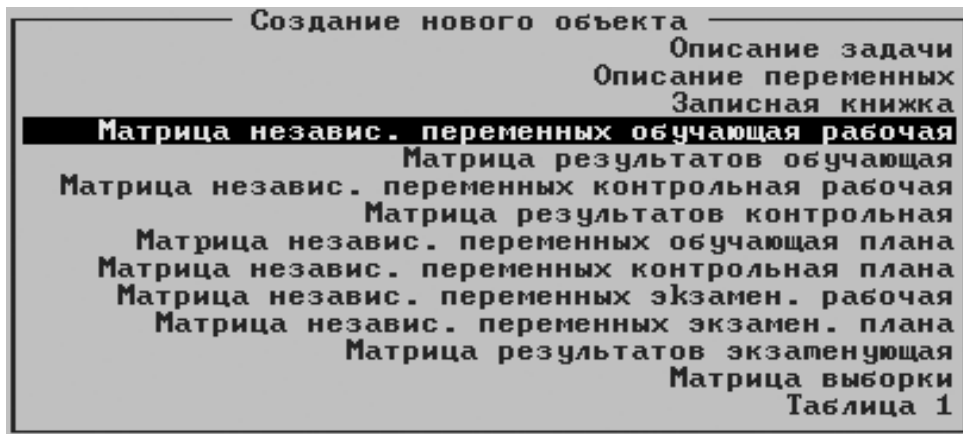 Создание нового объекта
Описание задачи
Описание переменных
Записная книжка
Матрица независ. переменных обучающая рабочая
Матрица результатов обучающая
Матрица независ. переменных контрольная рабочая
Матрица результатов контрольная
Матрица независ. переменных обучающая плана
Матрица независ. переменных контрольная плана
Матрица независ. переменных экзамен. рабочая
Матрица независ. переменных экзамен. плана
Матрица результатов экзаменующая
Матрица выборки
Таблица 1